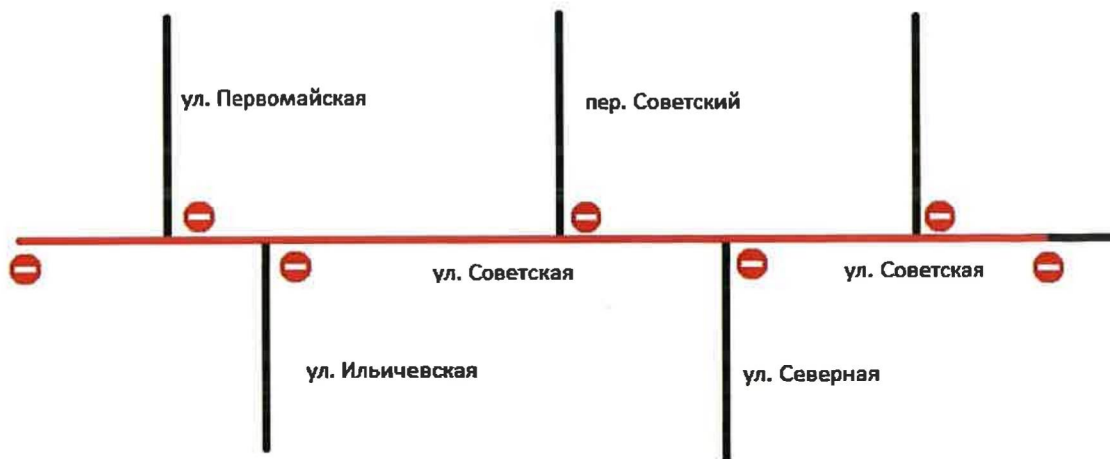 ул. Первомайская
пер. Советский
ул. Советская
ул. Советская
ул. Ильичевская
ул. Северная